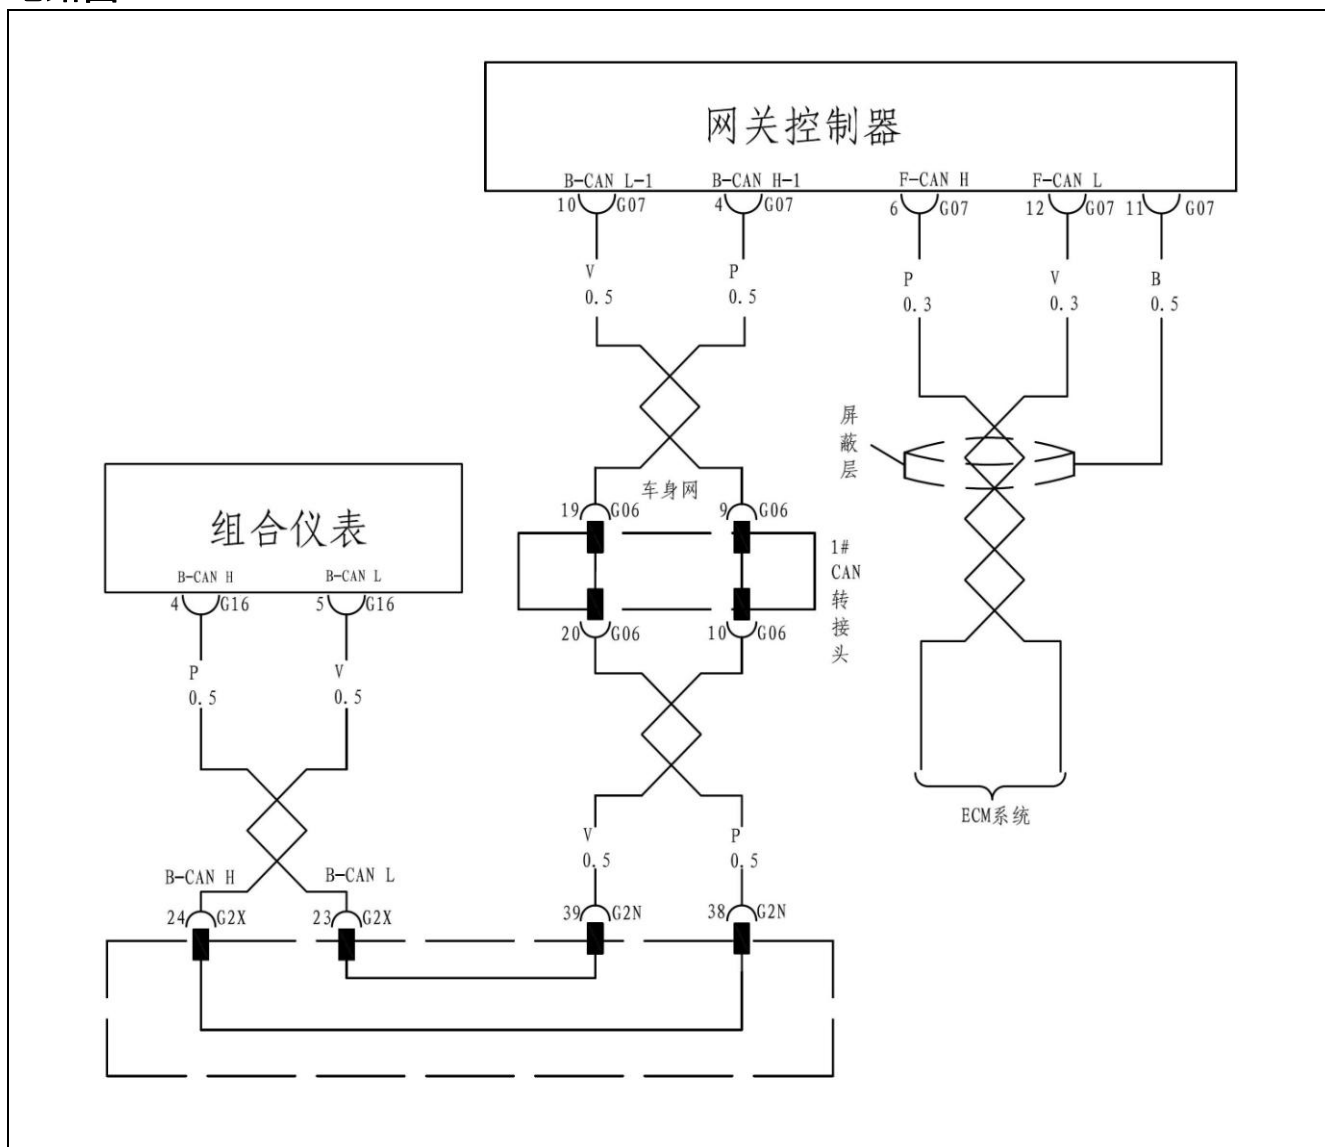 网关控制器
B-CAN L-1 B-CAN H-1 F-CAN H F-CAN L
10 G07 4 G07 6 G07 12 G07 11 G07
V P P V B
0.5 0.5 0.3 0.3 0.5
屏蔽层
车身网
19 G06 9 G06
1# CAN转接头
20 G06 10 G06
组合仪表
B-CAN H B-CAN L
4 G16 5 G16
P V
0.5 0.5
ECM系统
V P
0.5 0.5
B-CAN H B-CAN L
24 G2X 23 G2X 39 G2N 38 G2N